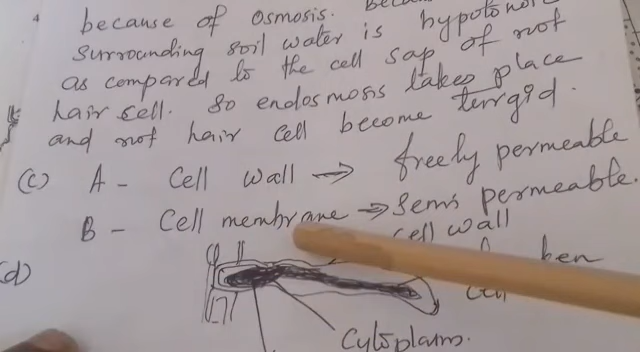 because of osmosis.
surrounding soil water is hypotoni
as compared to the cell sap of root
hair cell. So endosmosis takes place
and root hair cell become turgid.
(c) A - Cell wall → freely permeable
B - Cell membrane → Semi permeable.
(d)
cell wall
Cytoplasm.